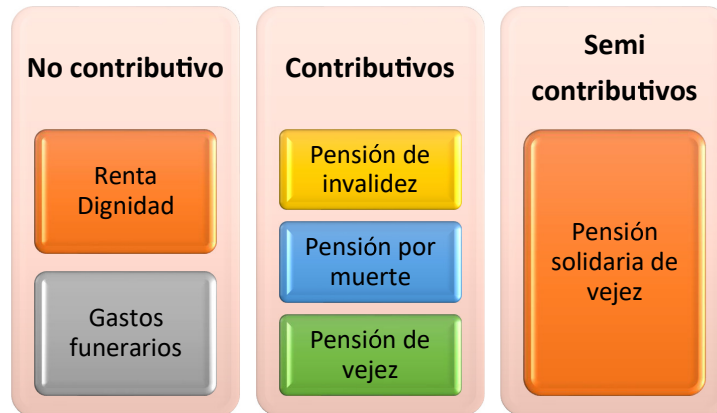 No contributivo
Renta
Dignidad
Gastos
funerarios
Contributivos
Pensión de
invalidez
Pensión por
muerte
Pensión de
vejez
Semi
contributivos
Pensión
solidaria de
vejez